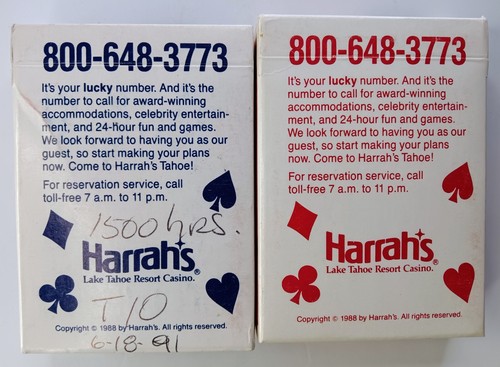 800-648-3773
It's your lucky number. And it's the
number to call for award-winning
accommodations, celebrity entertain-
ment, and 24-hour fun and games.
We look forward to having you as our
guest, so start making your plans
now. Come to Harrah's Tahoe!
For reservation service, call
toll-free 7 a.m. to 11 p.m.
1500 hrs.
Harrah's®
Lake Tahoe Resort Casino.
T/O
Copyright © 1988 by Harrah's. All rights reserved.
6-18-91
800-648-3773
It's your lucky number. And it's the
number to call for award-winning
accommodations, celebrity entertain-
ment, and 24-hour fun and games.
We look forward to having you as our
guest, so start making your plans
now. Come to Harrah's Tahoe!
For reservation service, call
toll-free 7 a.m. to 11 p.m.
Harrah's®
Lake Tahoe Resort Casino.
Copyright © 1988 by Harrah's. All rights reserved.